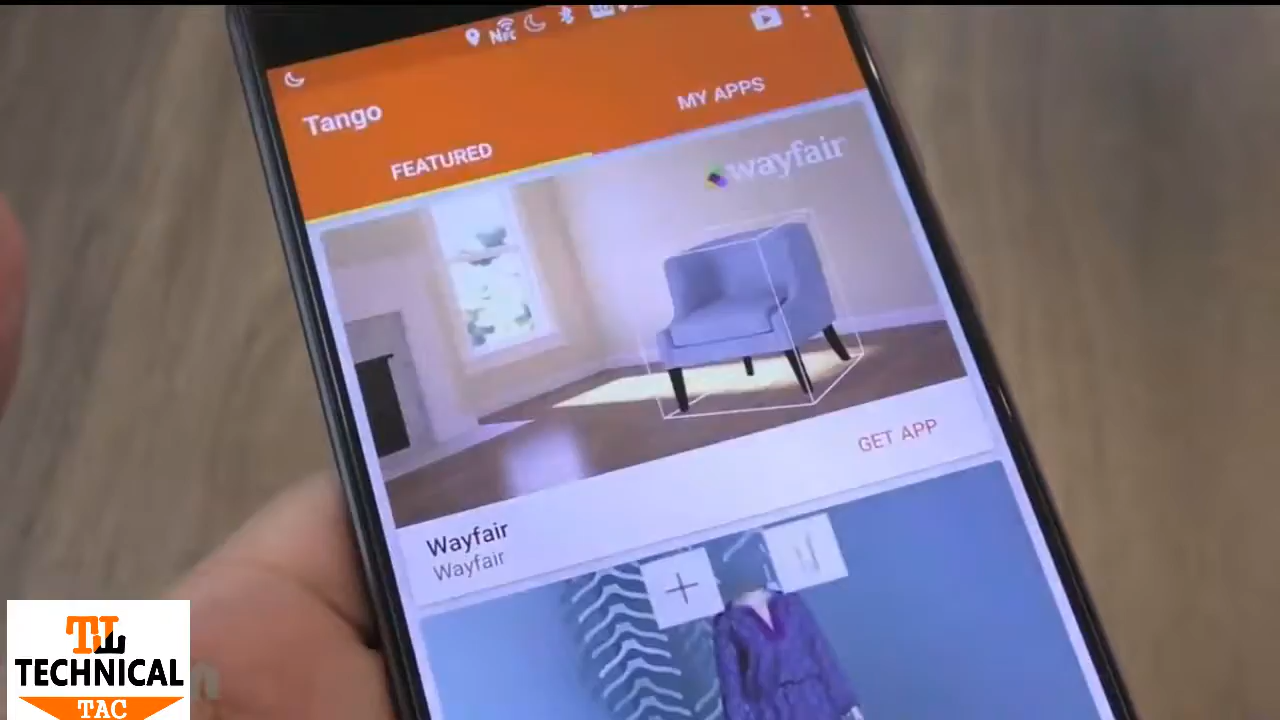 Tango
FEATURED
MY APPS
wayfair
GET APP
Wayfair
Wayfair
TECHNICAL
TAC